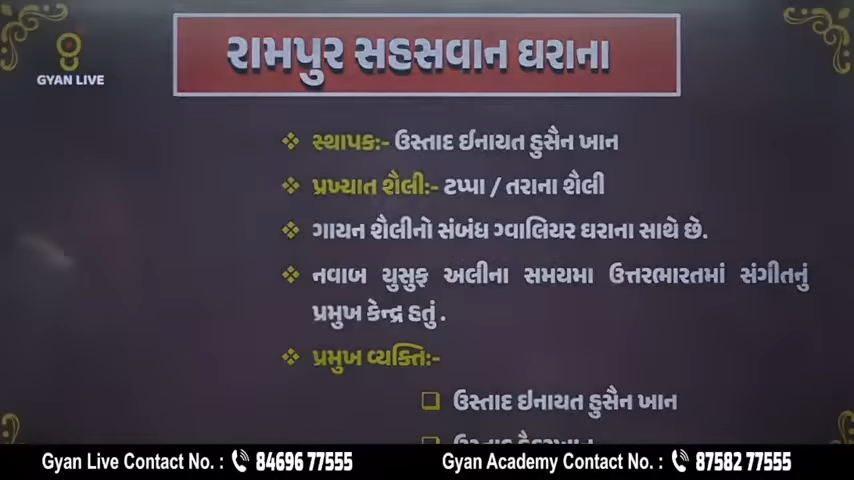 રામપુર સહસવાન ઘરાના
GYAN LIVE
❖ સ્થાપક:- ઉસ્તાદ ઈનાયત હુસૈન ખાન
❖ પ્રખ્યાત શૈલી:- ટપ્પા / તરાના શૈલી
❖ ગાયન શૈલીનો સંબંધ ગ્વાલિયર ઘરાના સાથે છે.
❖ નવાબ યુસુફ અલીના સમયમા ઉત્તરભારતમાં સંગીતનું
પ્રમુખ કેન્દ્ર હતું .
❖ પ્રમુખ વ્યક્તિ:-
❑ ઉસ્તાદ ઇનાયત હુસૈન ખાન
Gyan Live Contact No. : 84696 77555
Gyan Academy Contact No. : 87582 77555